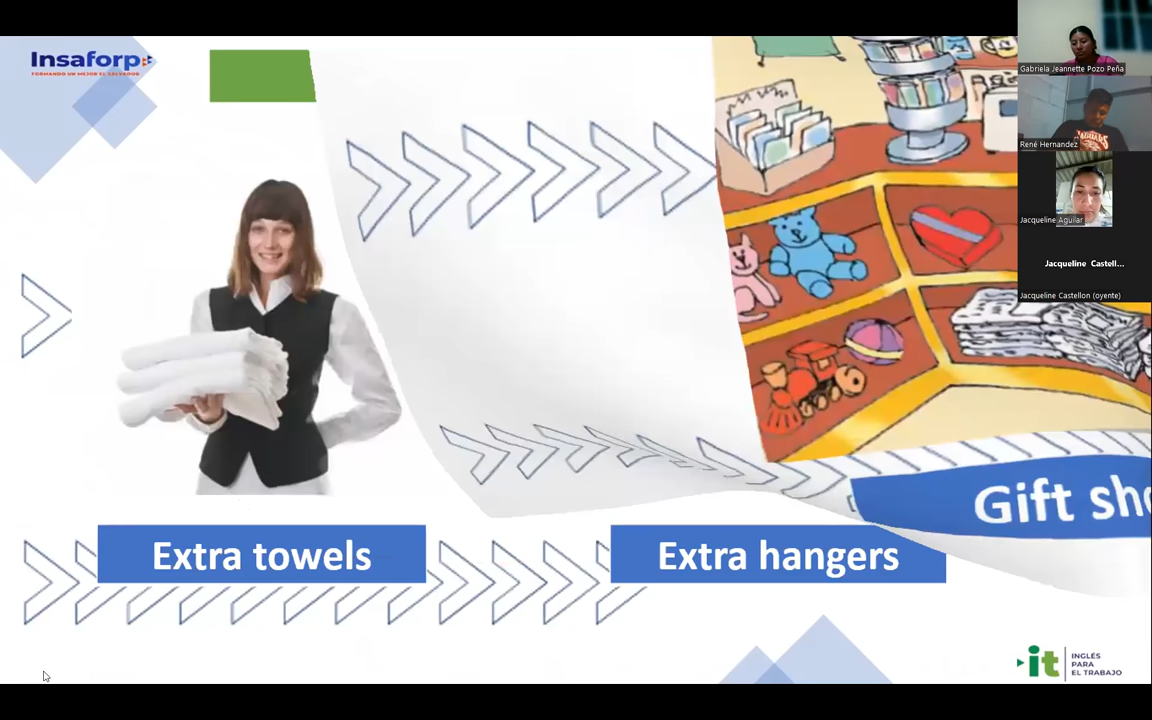 Insaforp
FORMANDO UN MEJOR EL SALVADOR
Gabriela Jeannette Pozo Peña
René Hernandez
Jacqueline Aguilar
Jacqueline Castell...
Jacqueline Castellon (oyente)
Gift sh
Extra towels
Extra hangers
it
INGLÉS
PARA
EL TRABAJO